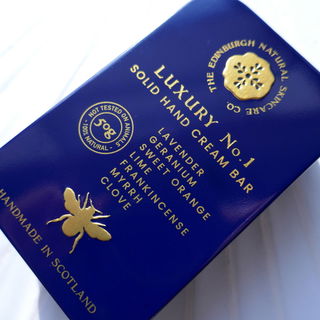 THE EDINBURGH NATURAL SKINCARE CO.
LUXURY No.1
SOLID HAND CREAM BAR
NOT TESTED ON ANIMALS
50g
100% NATURAL
LAVENDER
GERANIUM
SWEET ORANGE
LIME
FRANKINCENSE
MYRRH
CLOVE
HANDMADE IN SCOTLAND